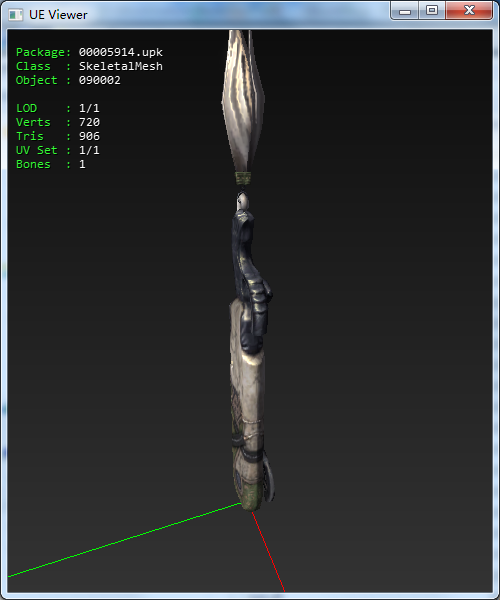 UE Viewer
Package: 00005914.upk
Class : SkeletalMesh
Object : 090002
LOD : 1/1
Verts : 720
Tris : 906
UV Set : 1/1
Bones : 1